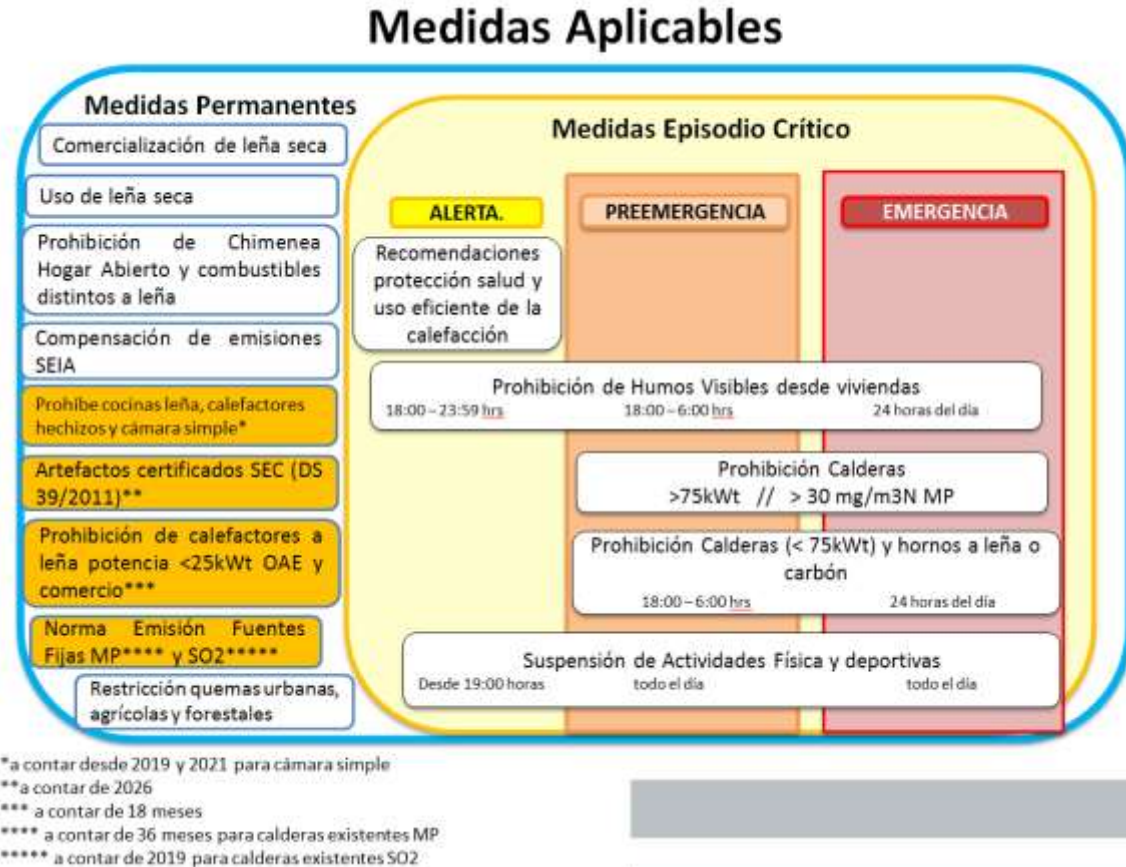 Medidas Aplicables
Medidas Permanentes
Comercialización de leña seca
Uso de leña seca
Prohibición de Chimenea
Hogar Abierto y combustibles
distintos a leña
Compensación de emisiones
SEIA
Prohíbe cocinas leña, calefactores
hechizos y cámara simple*
Artefactos certificados SEC (DS
39/2011)**
Prohibición de calefactores a
leña potencia <25kWt OAE y
comercio***
Norma Emisión Fuentes
Fijas MP**** y SO2*****
Restricción quemas urbanas,
agrícolas y forestales
Medidas Episodio Crítico
ALERTA.
PREEMERGENCIA
EMERGENCIA
Recomendaciones
protección salud y
uso eficiente de la
calefacción
Prohibición de Humos Visibles desde viviendas
18:00 – 23:59 hrs 18:00 – 6:00 hrs 24 horas del día
Prohibición Calderas
>75kWt // > 30 mg/m3N MP
Prohibición Calderas (< 75kWt) y hornos a leña o
carbón
18:00 – 6:00 hrs 24 horas del día
Suspensión de Actividades Física y deportivas
Desde 19:00 horas todo el día todo el día
*a contar desde 2019 y 2021 para cámara simple
**a contar de 2026
*** a contar de 18 meses
**** a contar de 36 meses para calderas existentes MP
***** a contar de 2019 para calderas existentes SO2